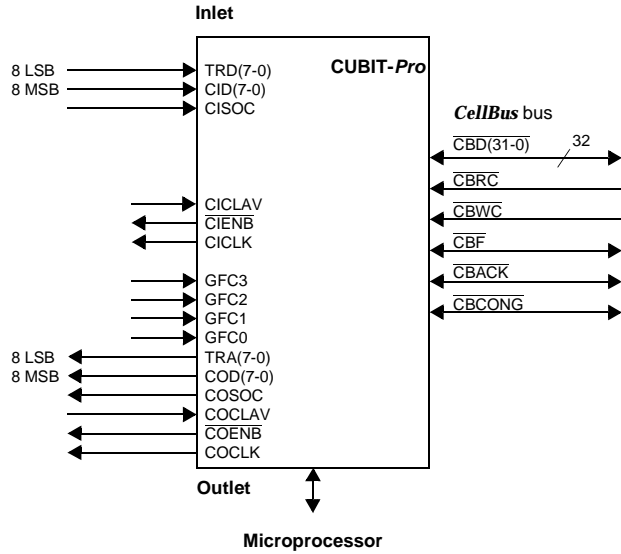 Inlet
CUBIT-Pro
8 LSB TRD(7-0)
8 MSB CID(7-0)
CISOC
CellBus bus
CBD(31-0) 32
CBRC
CBWC
CBF
CBACK
CBCONG
CICLAV
CIENB
CICLK
GFC3
GFC2
GFC1
GFC0
8 LSB TRA(7-0)
8 MSB COD(7-0)
COSOC
COCLAV
COENB
COCLK
Outlet
Microprocessor